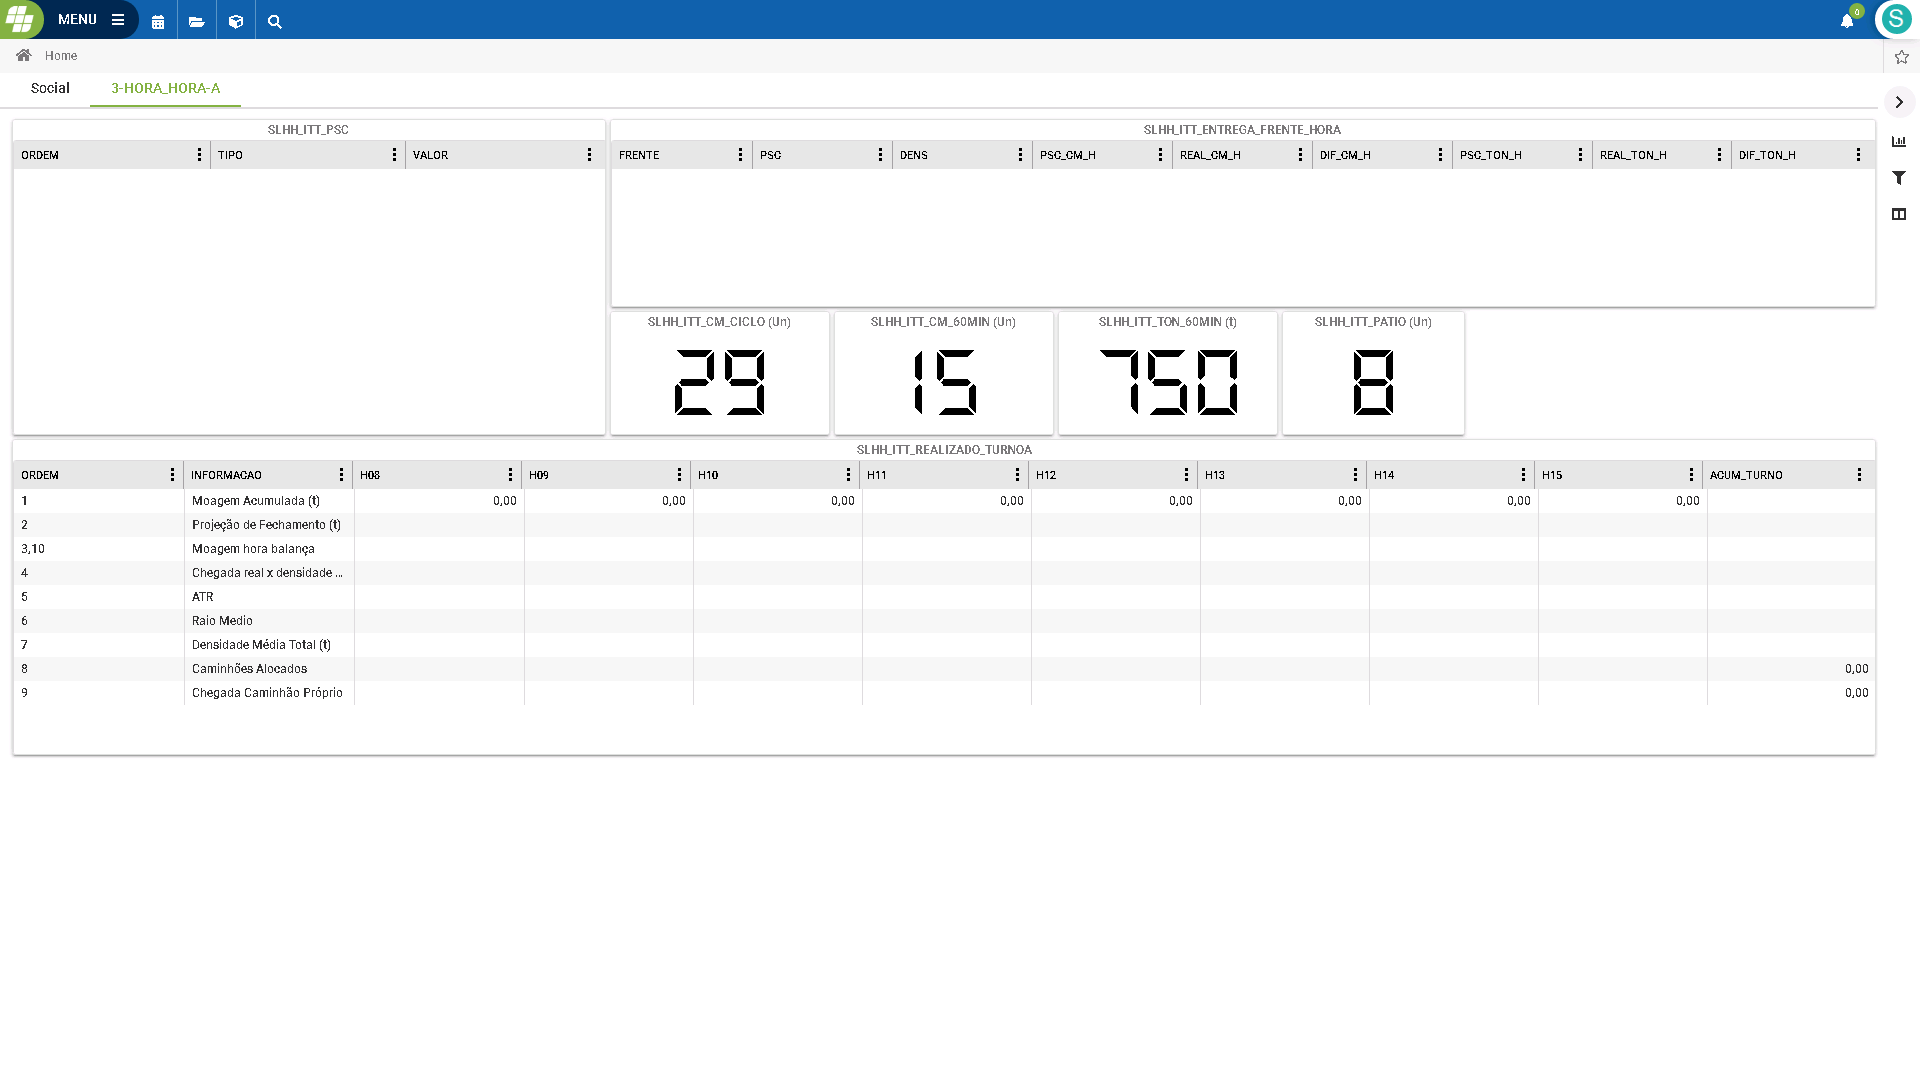 MENU
0
S
Home
Social
3-HORA_HORA-A
SLHH_ITT_PSC
ORDEM TIPO VALOR
SLHH_ITT_ENTREGA_FRENTE_HORA
FRENTE PSC DENS PSC_CM_H REAL_CM_H DIF_CM_H PSC_TON_H REAL_TON_H DIF_TON_H
SLHH_ITT_CM_CICLO (Un)
29
SLHH_ITT_CM_60MIN (Un)
15
SLHH_ITT_TON_60MIN (t)
750
SLHH_ITT_PATIO (Un)
8
SLHH_ITT_REALIZADO_TURNOA
ORDEM INFORMACAO H08 H09 H10 H11 H12 H13 H14 H15 ACUM_TURNO
1 Moagem Acumulada (t) 0,00 0,00 0,00 0,00 0,00 0,00 0,00 0,00
2 Projeção de Fechamento (t)
3,10 Moagem hora balança
4 Chegada real x densidade ...
5 ATR
6 Raio Medio
7 Densidade Média Total (t)
8 Caminhões Alocados 0,00
9 Chegada Caminhão Próprio 0,00